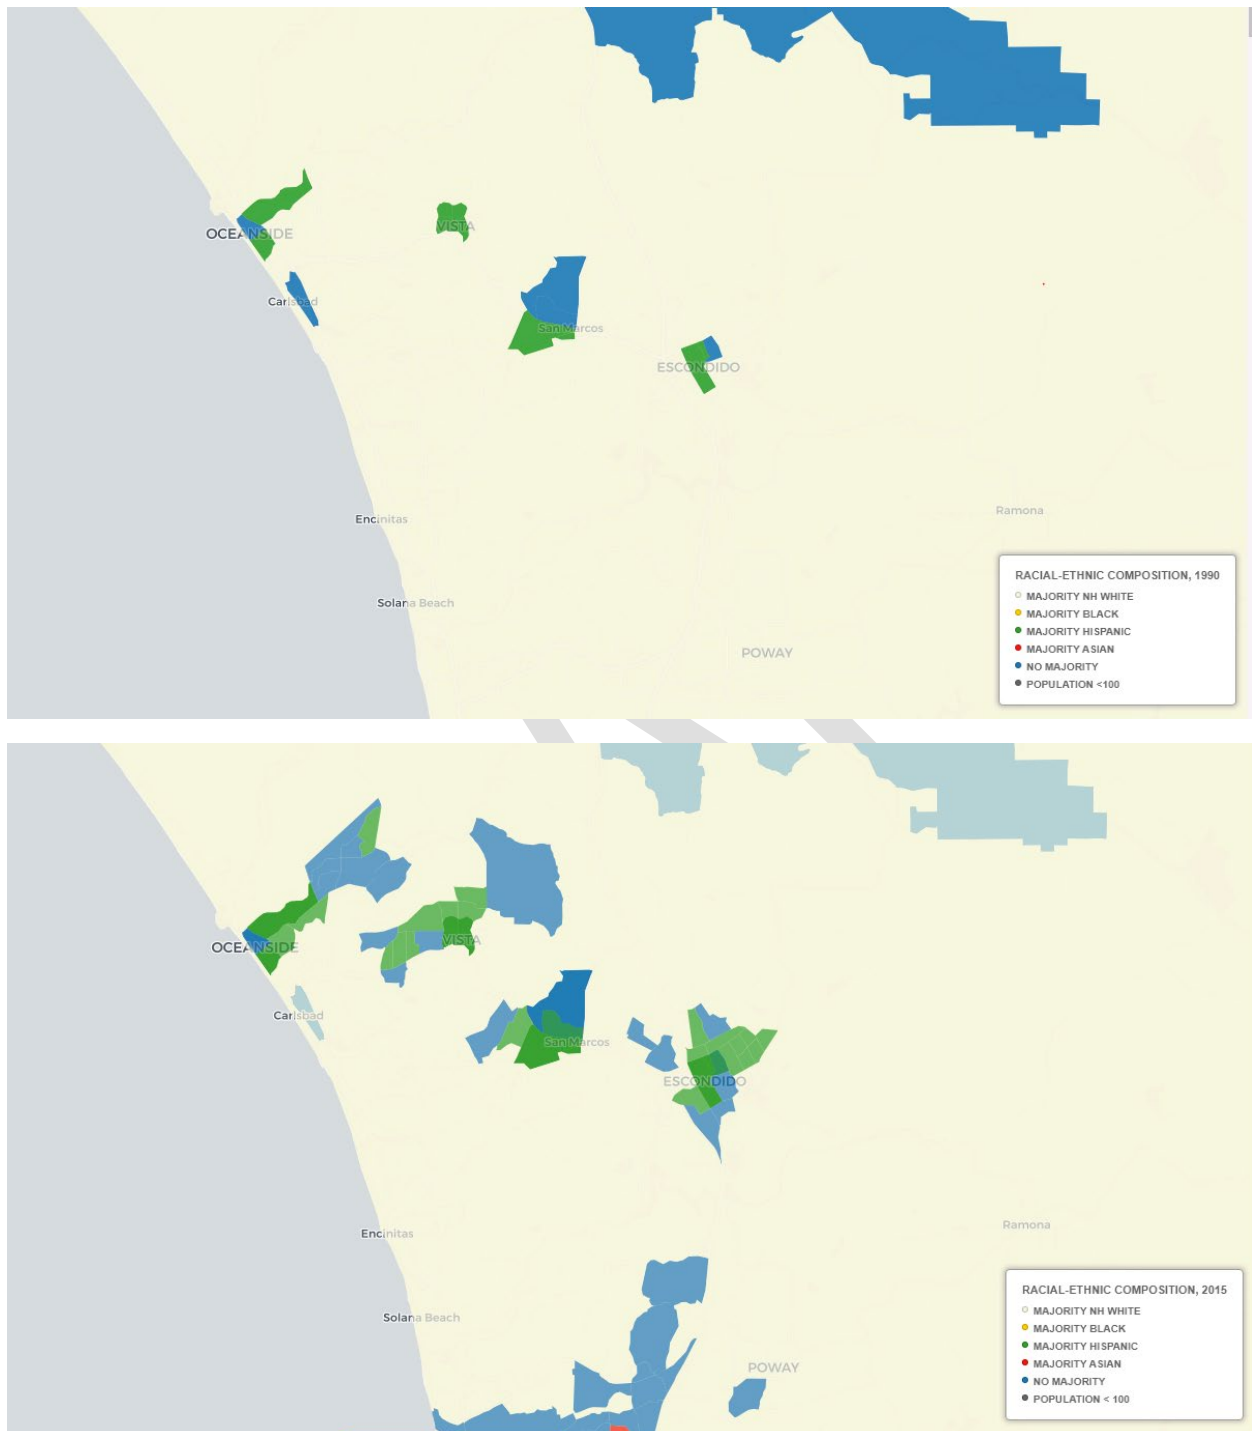 OCEANSIDE
VISTA
Carlsbad
San Marcos
ESCONDIDO
Encinitas
Ramona
Solana Beach
POWAY
RACIAL-ETHNIC COMPOSITION, 1990
MAJORITY NH WHITE
MAJORITY BLACK
MAJORITY HISPANIC
MAJORITY ASIAN
NO MAJORITY
POPULATION <100
VISTA
OCEANSIDE
Carlsbad
San Marcos
ESCONDIDO
Encinitas
Ramona
Solana Beach
POWAY
RACIAL-ETHNIC COMPOSITION, 2015
MAJORITY NH WHITE
MAJORITY BLACK
MAJORITY HISPANIC
MAJORITY ASIAN
NO MAJORITY
POPULATION < 100